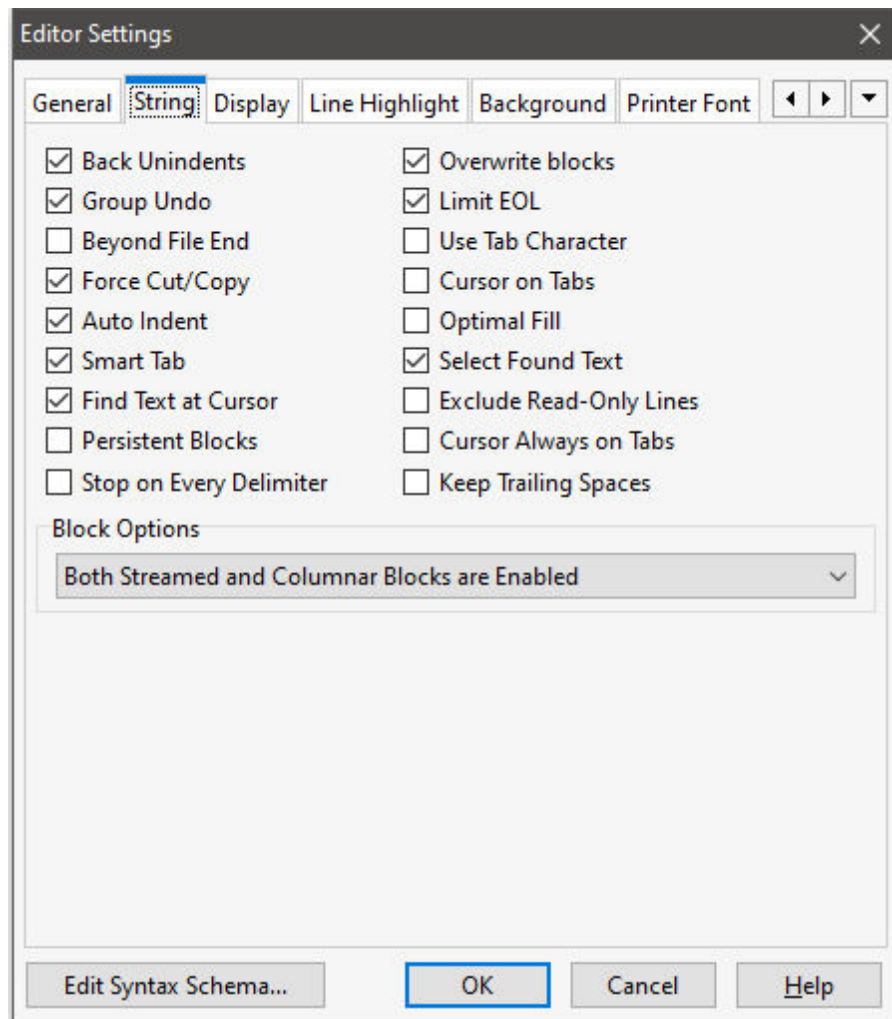 Editor Settings
General String Display Line Highlight Background Printer Font
Back Unindents Overwrite blocks
Group Undo Limit EOL
Beyond File End Use Tab Character
Force Cut/Copy Cursor on Tabs
Auto Indent Optimal Fill
Smart Tab Select Found Text
Find Text at Cursor Exclude Read-Only Lines
Persistent Blocks Cursor Always on Tabs
Stop on Every Delimiter Keep Trailing Spaces
Block Options
Both Streamed and Columnar Blocks are Enabled
Edit Syntax Schema... OK Cancel Help